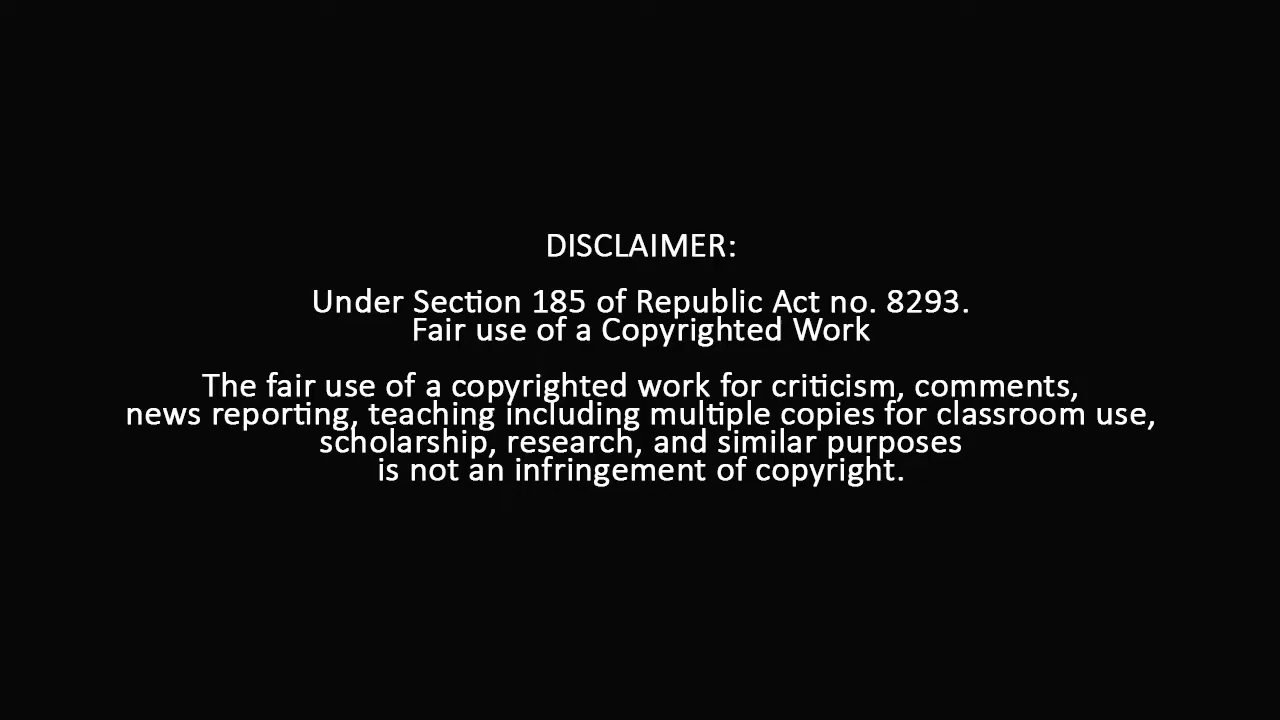 DISCLAIMER:
Under Section 185 of Republic Act no. 8293.
Fair use of a Copyrighted Work
The fair use of a copyrighted work for criticism, comments,
news reporting, teaching including multiple copies for classroom use,
scholarship, research, and similar purposes
is not an infringement of copyright.